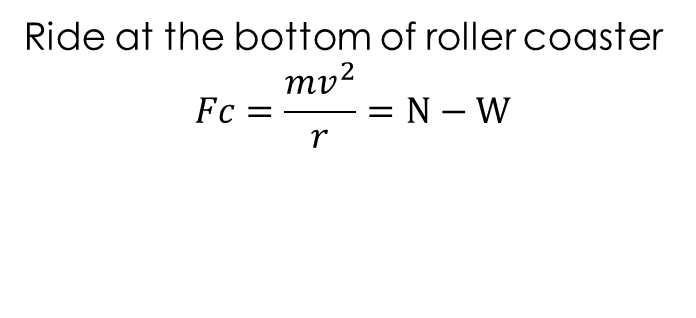 Ride at the bottom of roller coaster
Fc = mv²/r = N − W